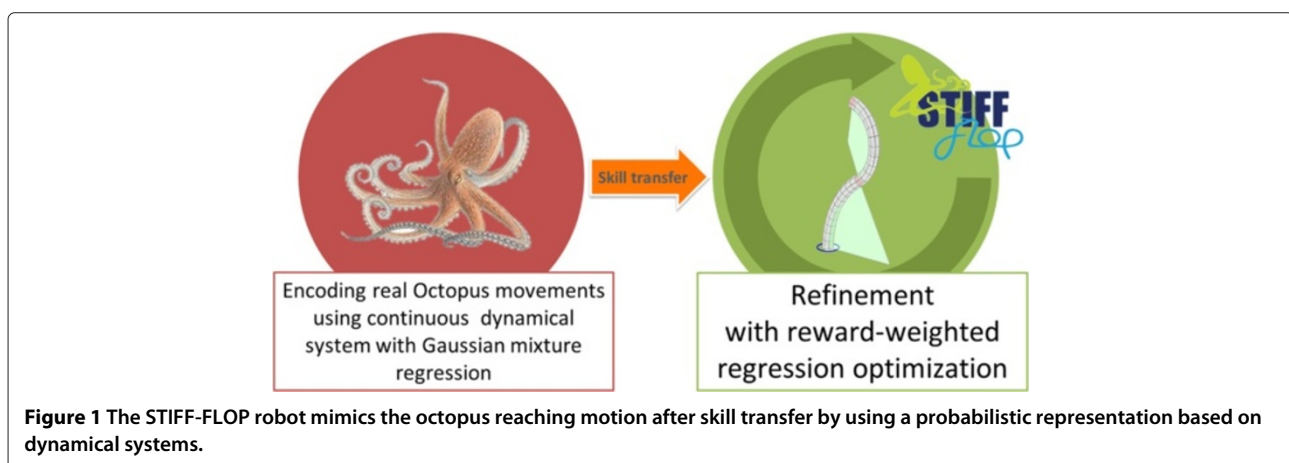 STIFF
FLOP
Skill transfer
Encoding real Octopus movements
using continuous dynamical
system with Gaussian mixture
regression
Refinement
with reward-weighted
regression optimization
Figure 1 The STIFF-FLOP robot mimics the octopus reaching motion after skill transfer by using a probabilistic representation based on
dynamical systems.